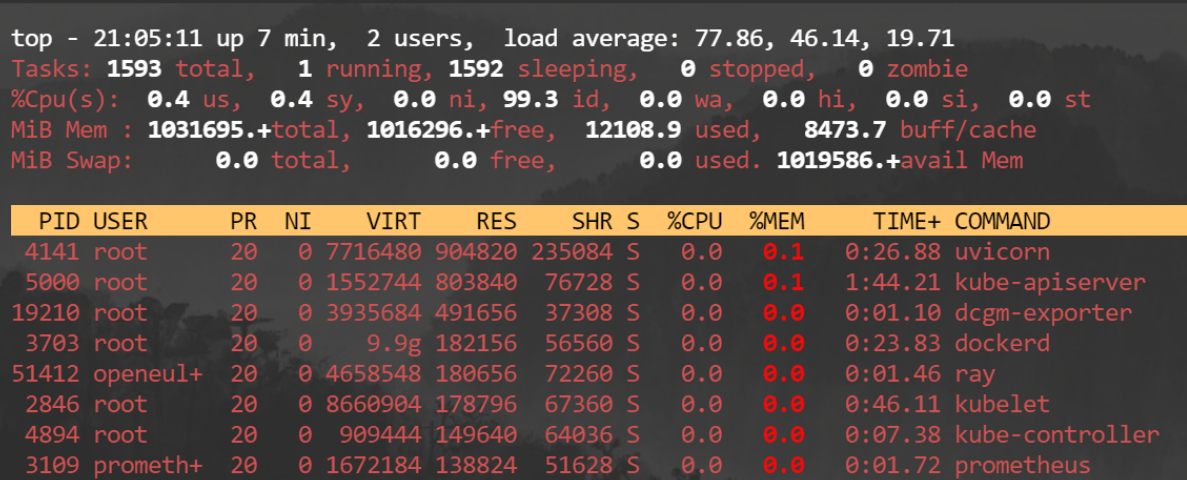 top - 21:05:11 up 7 min,  2 users,  load average: 77.86, 46.14, 19.71
Tasks: 1593 total,   1 running, 1592 sleeping,   0 stopped,   0 zombie
%Cpu(s):  0.4 us,  0.4 sy,  0.0 ni, 99.3 id,  0.0 wa,  0.0 hi,  0.0 si,  0.0 st
MiB Mem : 1031695.+total, 1016296.+free,  12108.9 used,   8473.7 buff/cache
MiB Swap:      0.0 total,      0.0 free,      0.0 used. 1019586.+avail Mem
PID USER      PR  NI    VIRT    RES    SHR S  %CPU  %MEM     TIME+ COMMAND
4141 root      20   0 7716480 904820 235084 S   0.0   0.1   0:26.88 uvicorn
5000 root      20   0 1552744 803840  76728 S   0.0   0.1   1:44.21 kube-apiserver
19210 root      20   0 3935684 491656  37308 S   0.0   0.0   0:01.10 dcgm-exporter
3703 root      20   0    9.9g 182156  56560 S   0.0   0.0   0:23.83 dockerd
51412 openeul+  20   0 4658548 180656  72260 S   0.0   0.0   0:01.46 ray
2846 root      20   0 8660904 178796  67360 S   0.0   0.0   0:46.11 kubelet
4894 root      20   0  909444 149640  64036 S   0.0   0.0   0:07.38 kube-controller
3109 prometh+  20   0 1672184 138824  51628 S   0.0   0.0   0:01.72 prometheus